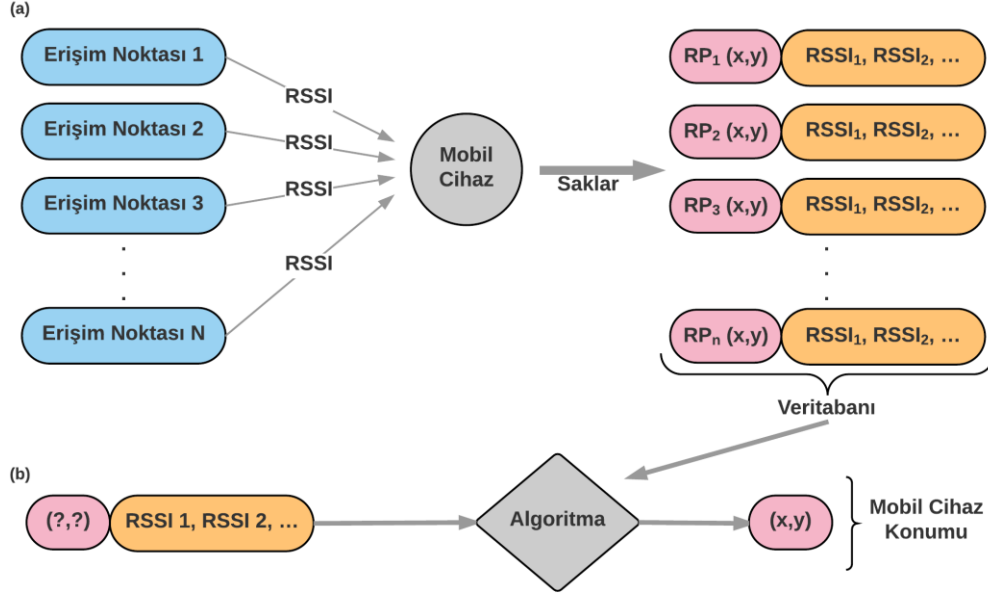 (a)
Erişim Noktası 1
Erişim Noktası 2
Erişim Noktası 3
.
.
.
Erişim Noktası N
RSSI
RSSI
RSSI
RSSI
Mobil
Cihaz
Saklar
RP₁ (x,y) RSSI₁, RSSI₂, ...
RP₂ (x,y) RSSI₁, RSSI₂, ...
RP₃ (x,y) RSSI₁, RSSI₂, ...
.
.
.
RPₙ (x,y) RSSI₁, RSSI₂, ...
Veritabanı
(b)
(?,?) RSSI 1, RSSI 2, ...
Algoritma
(x,y)
Mobil Cihaz
Konumu